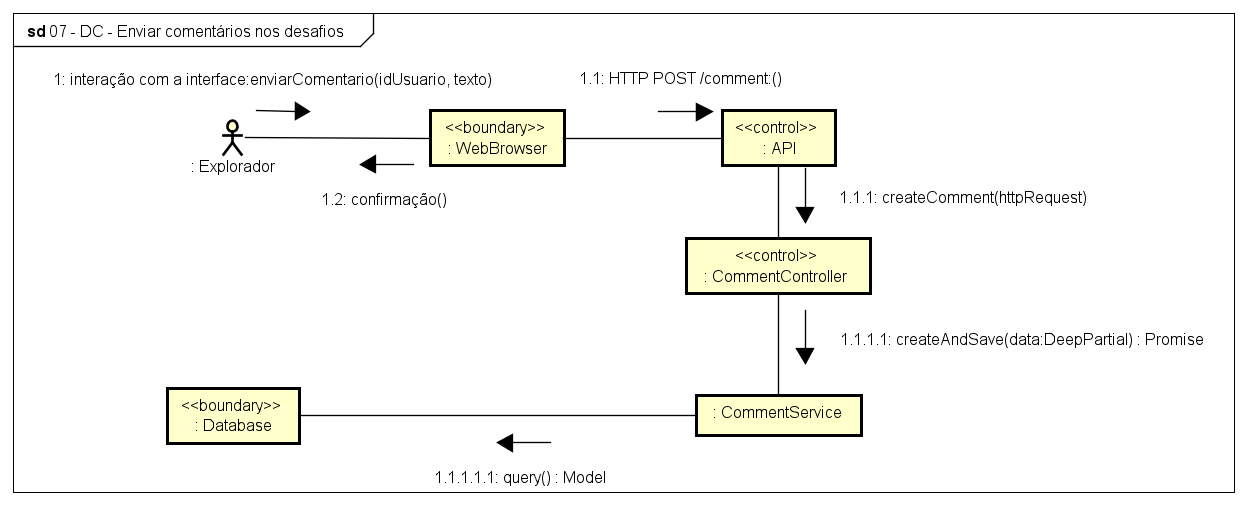 sd 07 - DC - Enviar comentários nos desafios
1: interação com a interface:enviarComentario(idUsuario, texto)
1.1: HTTP POST /comment:()
<<boundary>>
: WebBrowser
<<control>>
: API
: Explorador
1.2: confirmação()
1.1.1: createComment(httpRequest)
<<control>>
: CommentController
1.1.1.1: createAndSave(data:DeepPartial) : Promise
<<boundary>>
: Database
: CommentService
1.1.1.1.1: query() : Model